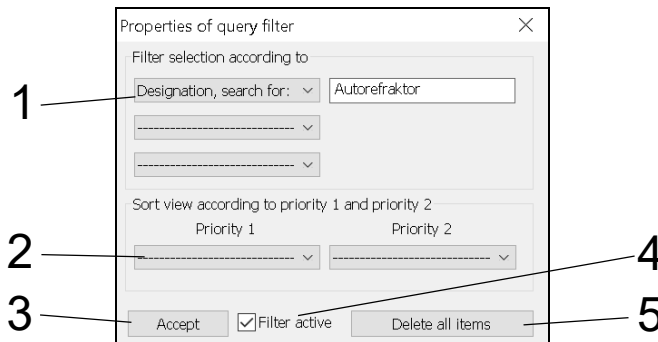 Properties of query filter
Filter selection according to
1
Designation, search for: Autorefraktor
----------------------------
----------------------------
Sort view according to priority 1 and priority 2
Priority 1 Priority 2
2
---------------------------- ----------------------------
4
3
Accept Filter active Delete all items
5